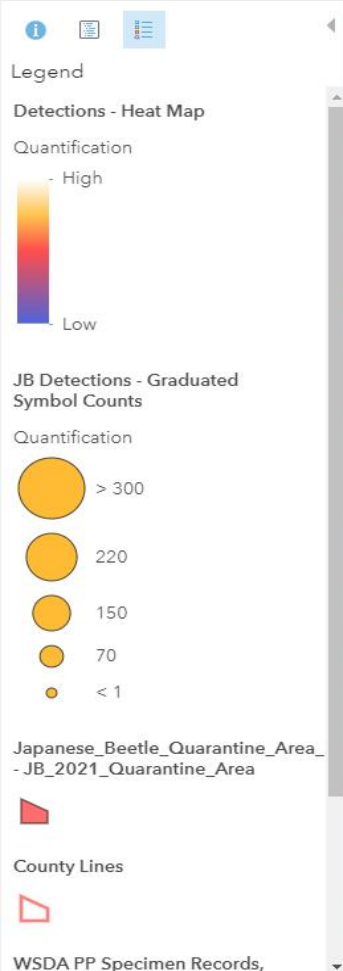 Legend
Detections - Heat Map
Quantification
High
Low
JB Detections - Graduated
Symbol Counts
Quantification
> 300
220
150
70
< 1
Japanese_Beetle_Quarantine_Area_
- JB_2021_Quarantine_Area
County Lines
WSDA PP Specimen Records,